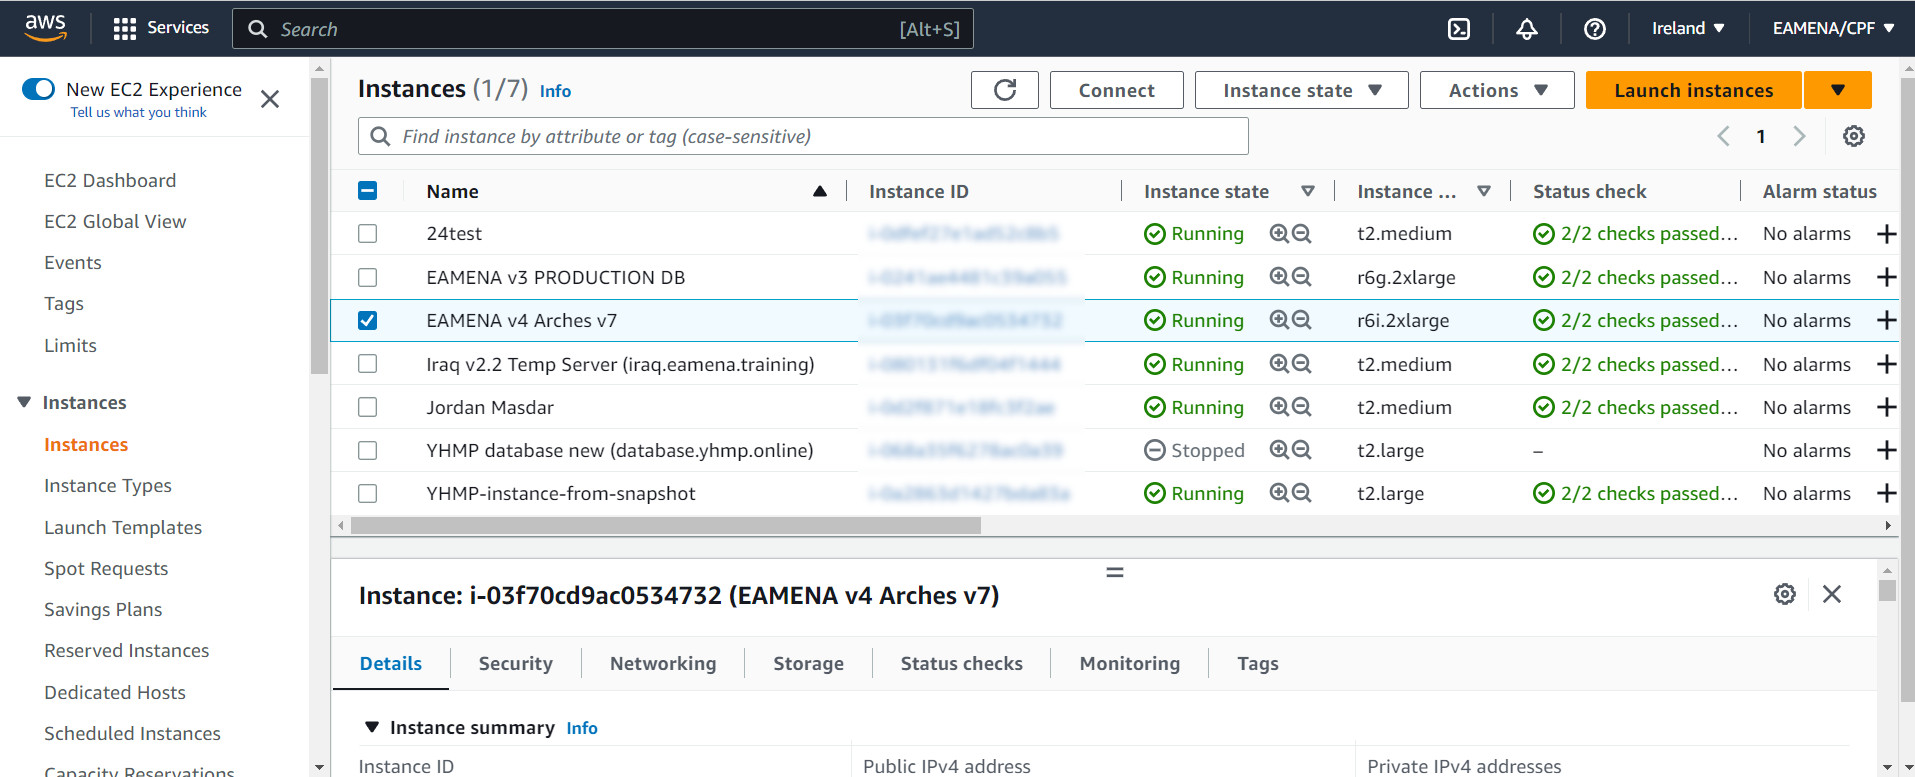 aws Services Search [Alt+S] Ireland EAMENA/CPF
New EC2 Experience
Tell us what you think
EC2 Dashboard
EC2 Global View
Events
Tags
Limits
Instances
Instances
Instance Types
Launch Templates
Spot Requests
Savings Plans
Reserved Instances
Dedicated Hosts
Scheduled Instances
Capacity Reservations
Instances (1/7) Info Connect Instance state Actions Launch instances
Find instance by attribute or tag (case-sensitive) 1
Name Instance ID Instance state Instance ... Status check Alarm status
24test Running t2.medium 2/2 checks passed... No alarms
EAMENA v3 PRODUCTION DB Running r6g.2xlarge 2/2 checks passed... No alarms
EAMENA v4 Arches v7 Running r6i.2xlarge 2/2 checks passed... No alarms
Iraq v2.2 Temp Server (iraq.eamena.training) Running t2.medium 2/2 checks passed... No alarms
Jordan Masdar Running t2.medium 2/2 checks passed... No alarms
YHMP database new (database.yhmp.online) Stopped t2.large – No alarms
YHMP-instance-from-snapshot Running t2.large 2/2 checks passed... No alarms
Instance: i-03f70cd9ac0534732 (EAMENA v4 Arches v7)
Details Security Networking Storage Status checks Monitoring Tags
Instance summary Info
Instance ID Public IPv4 address Private IPv4 addresses